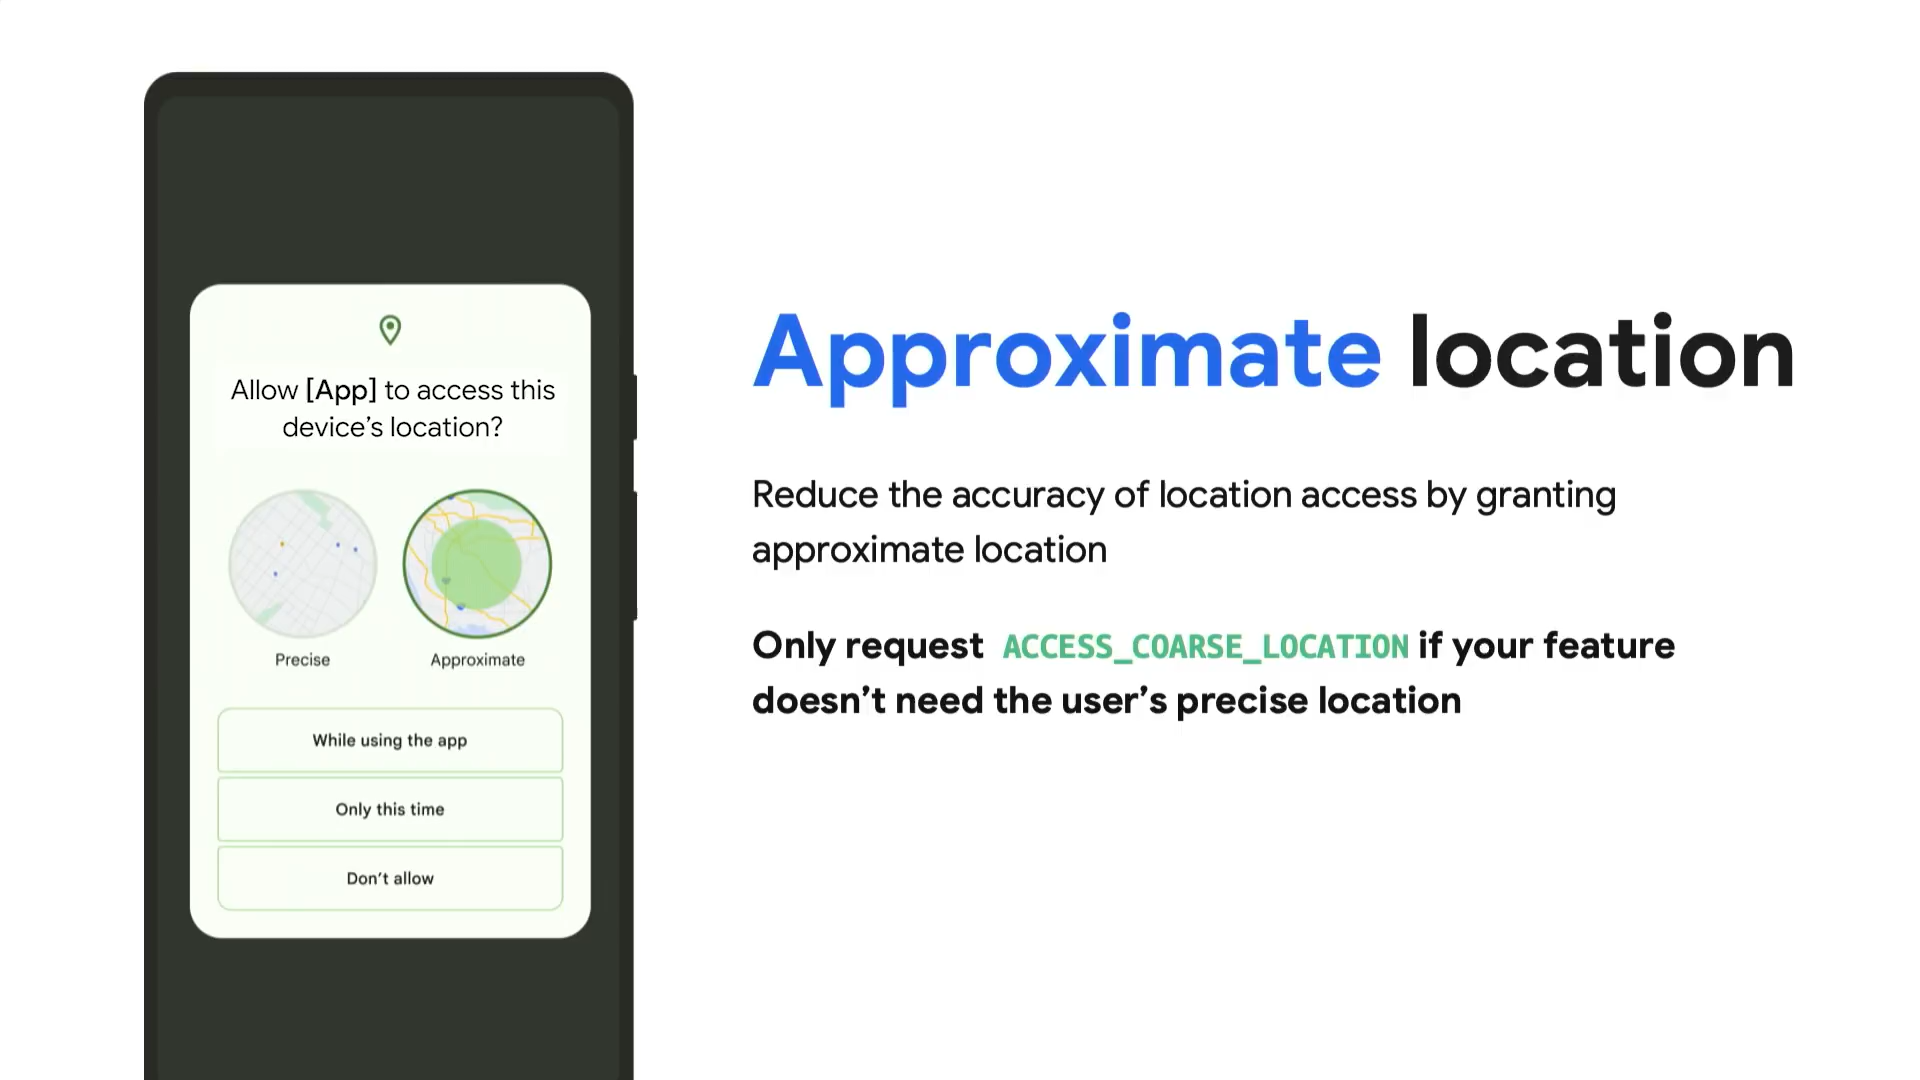 Allow [App] to access this
device’s location?
Precise
Approximate
While using the app
Only this time
Don’t allow
Approximate location
Reduce the accuracy of location access by granting
approximate location
Only request ACCESS_COARSE_LOCATION if your feature
doesn’t need the user’s precise location